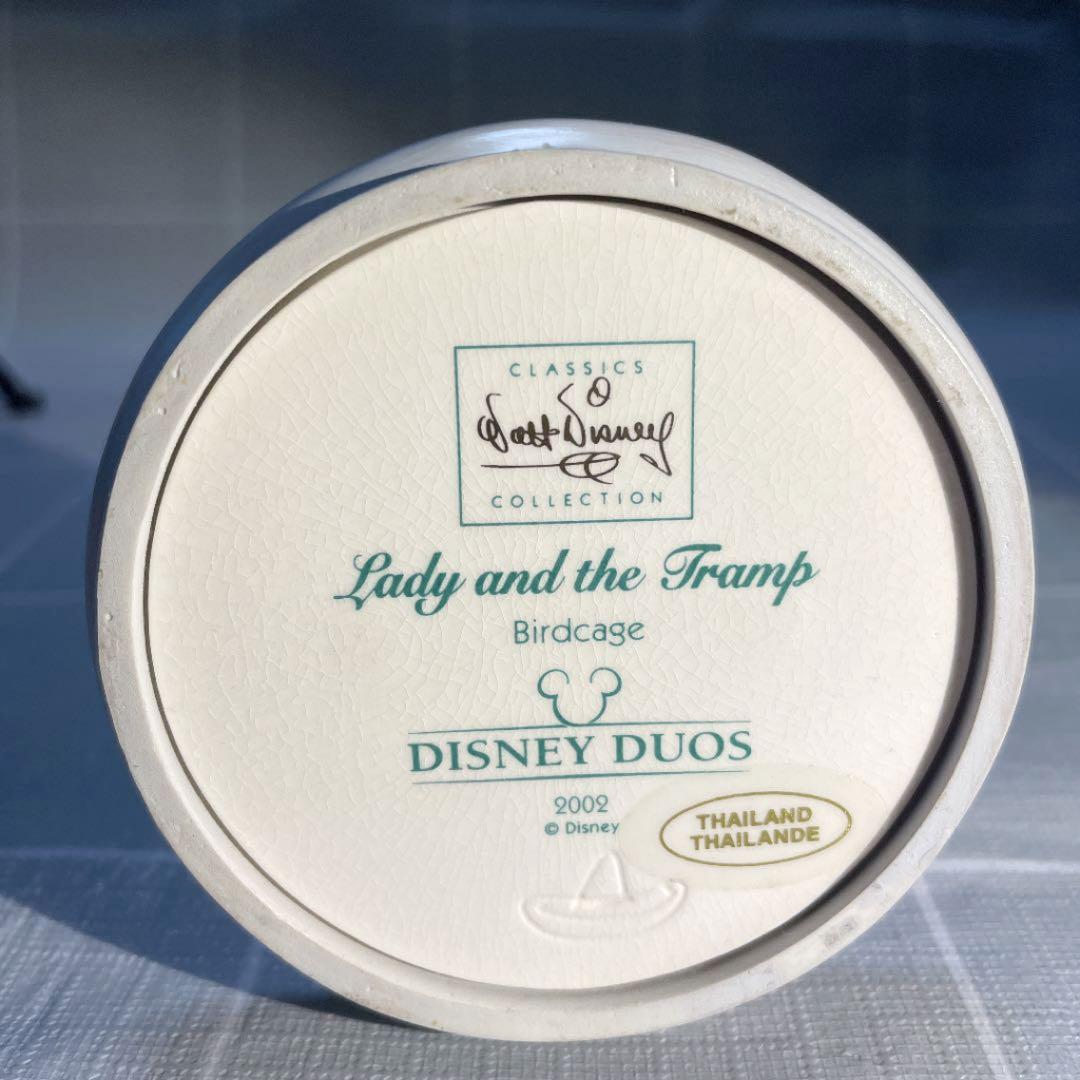 CLASSICS
Walt Disney
COLLECTION
Lady and the Tramp
Birdcage
DISNEY DUOS
2002
© Disney
THAILAND
THAILANDE